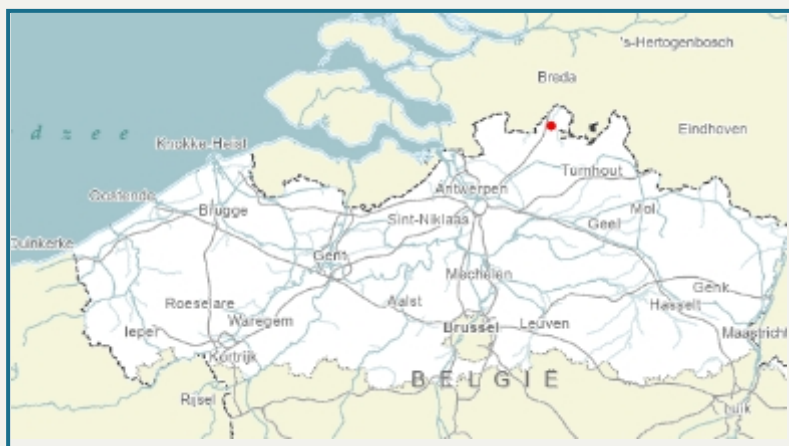 's-Hertogenbosch
Breda
Eindhoven
d z e e
Knokke-Heist
Turnhout
Antwerpen
Oostende
Brugge
Mol
Sint-Niklaas
Geel
Duinkerke
Gent
Mechelen
Genk
Roeselare
Aalst
Hasselt
Waregem
Brussel
Leuven
Ieper
Maastricht
Kortrijk
BELGIË
Rijsel
Luik